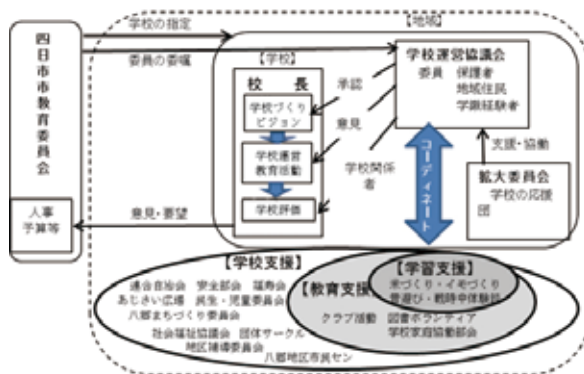 四日市市教育委員会
人事
予算等
学校の指定
委員の委嘱
意見・要望
【地域】
【学校】
校 長
学校づくり
ビジョン
学校運営
教育活動
学校評価
承認
意見
学校関係
者
学校運営協議会
委員 保護者
地域住民
学識経験者
コーディネート
支援・協働
拡大委員会
学校の応援
団
【学校支援】
連合自治会 安全部会 福寿会
あじさい広場 民生・児童委員会
八郷まちづくり委員会
社会福祉協議会 団体サークル
地区補導委員会
八郷地区市民セン
【教育支援】
クラブ活動 図書ボランティア
学校家庭協働部会
【学習支援】
米づくり・イモづくり
昔遊び・戦時中体験談